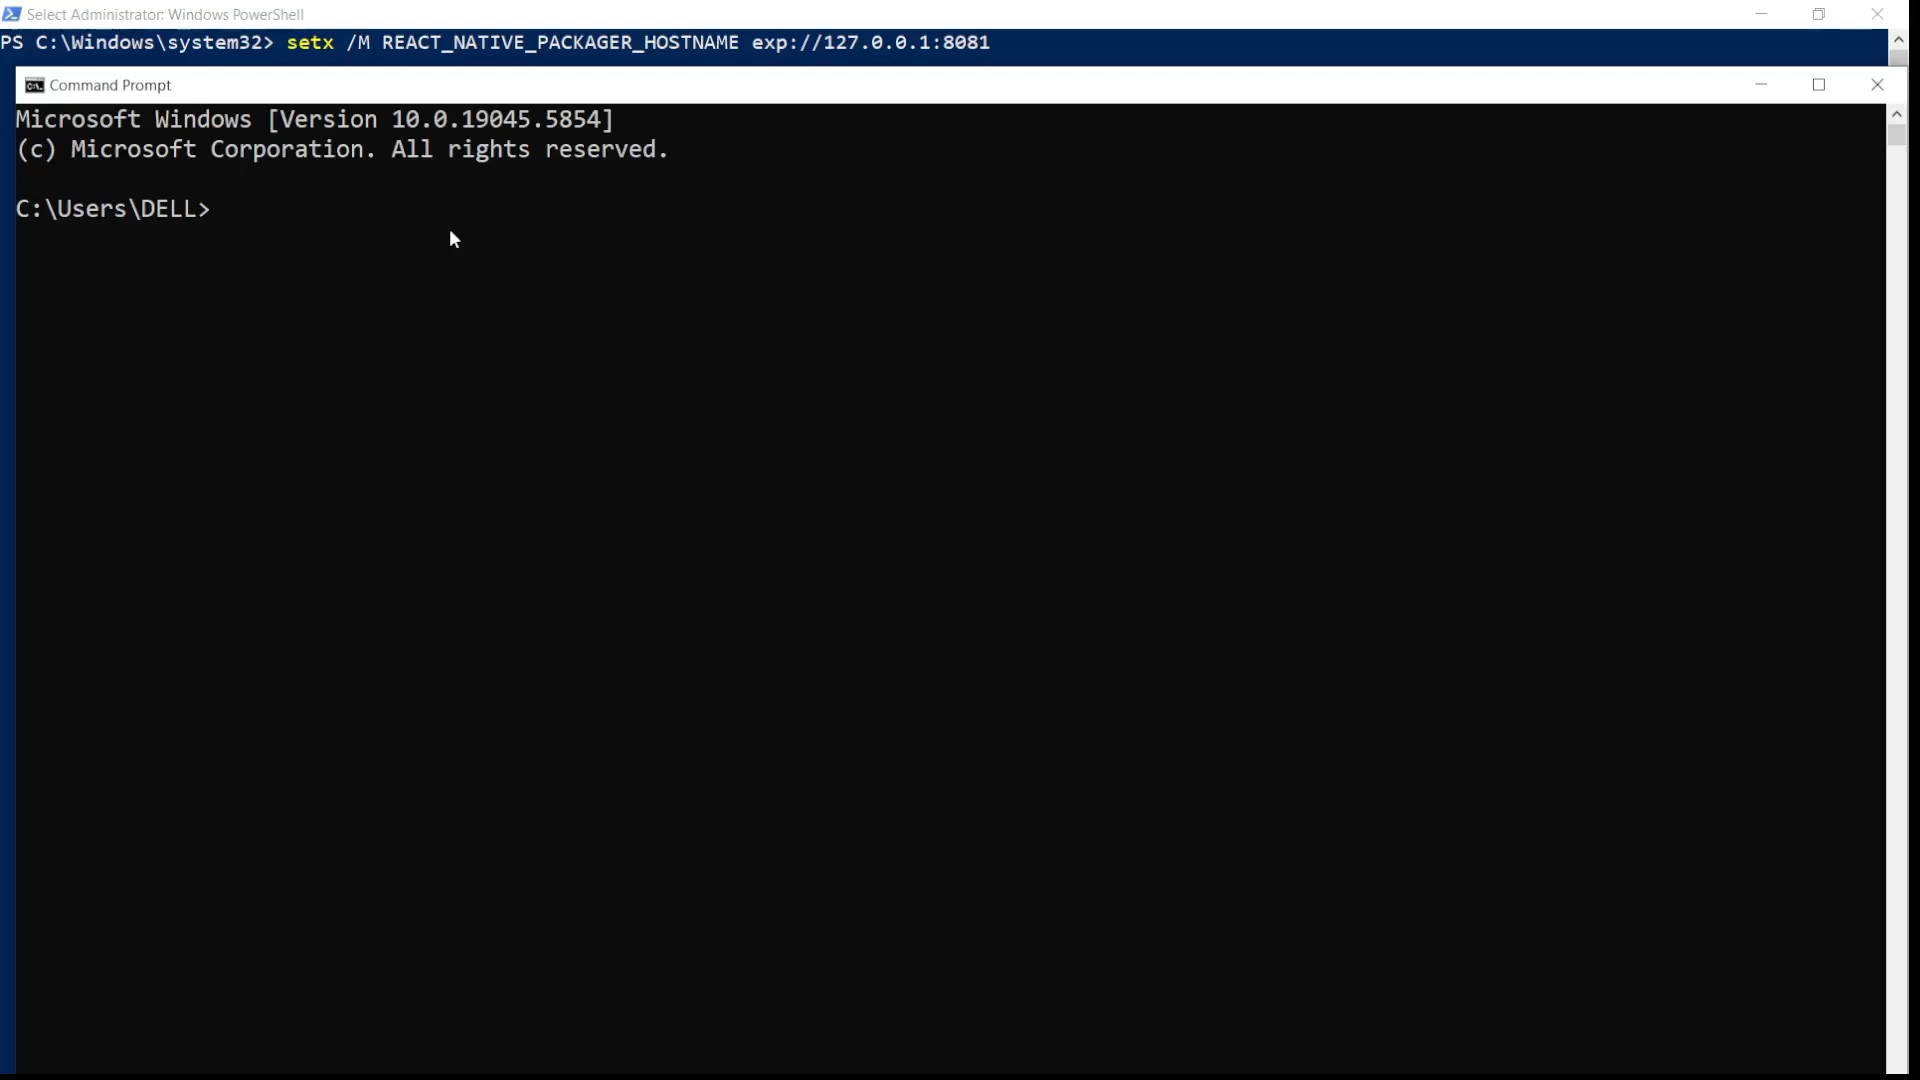 Select Administrator: Windows PowerShell
PS C:\Windows\system32> setx /M REACT_NATIVE_PACKAGER_HOSTNAME exp://127.0.0.1:8081
Command Prompt
Microsoft Windows [Version 10.0.19045.5854]
(c) Microsoft Corporation. All rights reserved.
C:\Users\DELL>